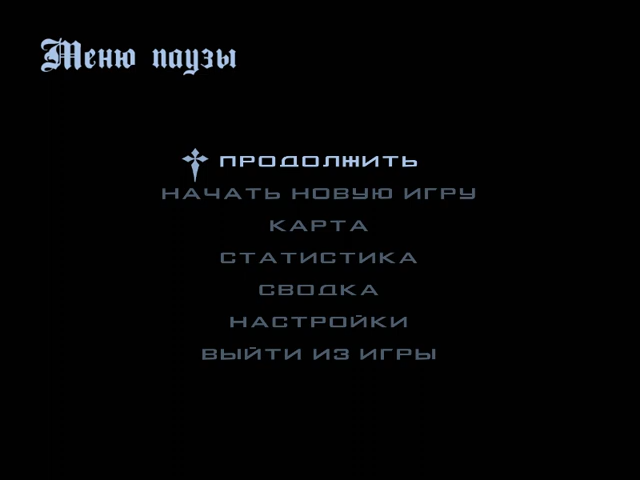 Меню паузы
ПРОДОЛЖИТЬ
НАЧАТЬ НОВУЮ ИГРУ
КАРТА
СТАТИСТИКА
СВОДКА
НАСТРОЙКИ
ВЫЙТИ ИЗ ИГРЫ